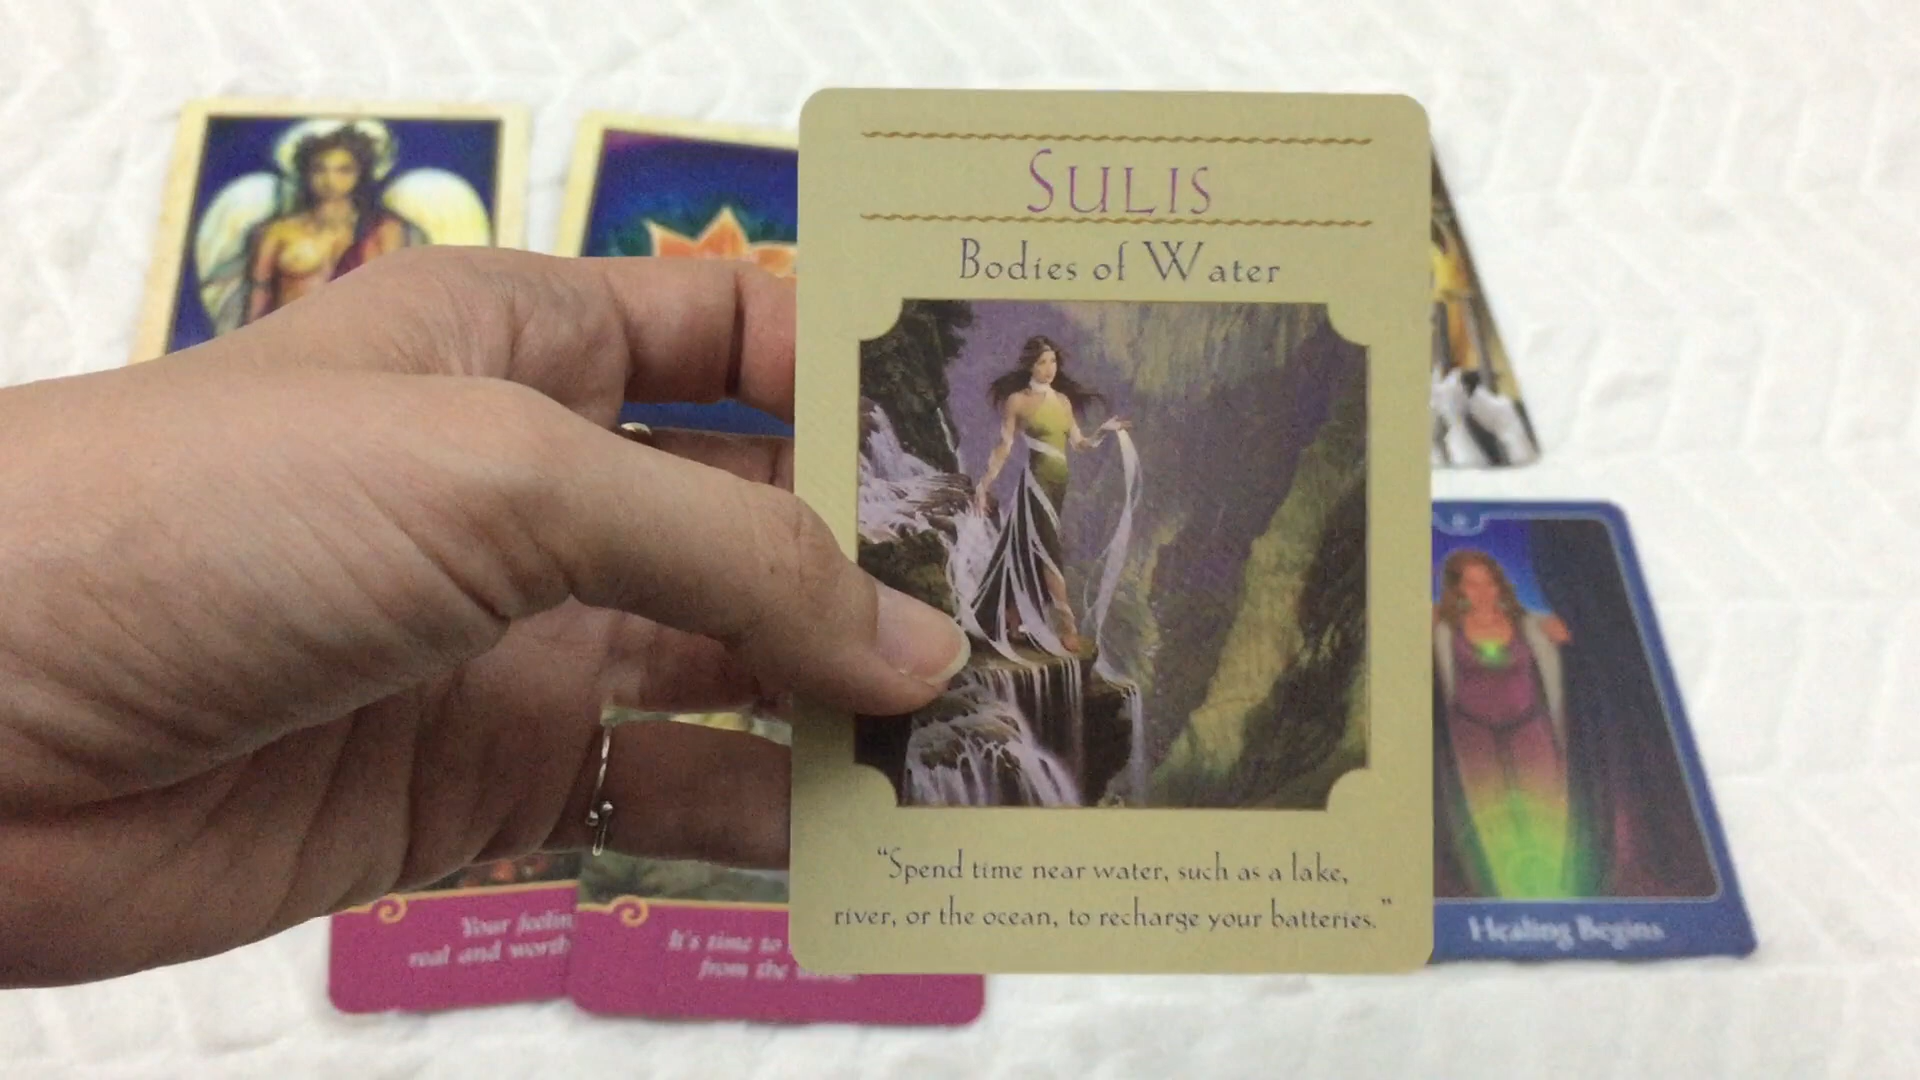 SULIS
Bodies of Water
“Spend time near water, such as a lake,
river, or the ocean, to recharge your batteries.”
Your feelin
real and worth
It's time to
from the
Healing Begins